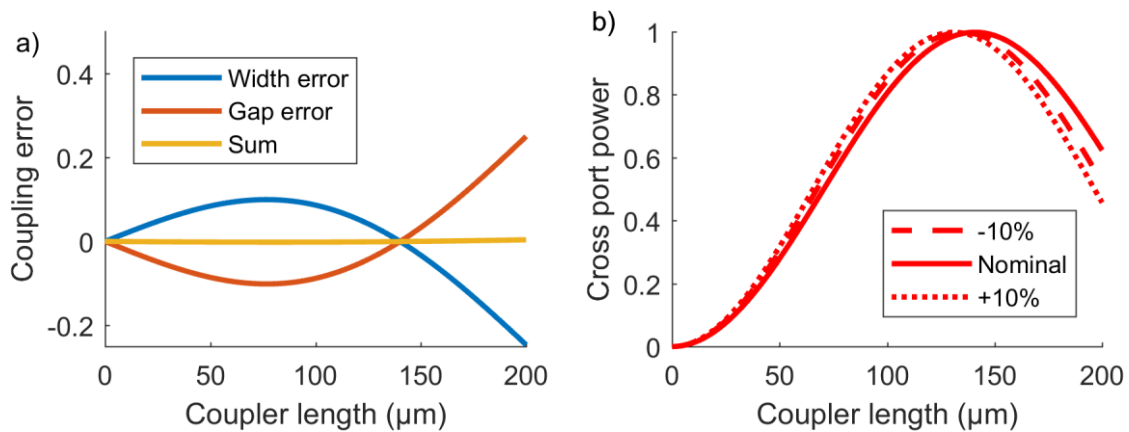 a)
Coupling error
0.4
0.2
0
-0.2
Width error
Gap error
Sum
0
50
100
150
200
Coupler length (μm)
b)
Cross port power
1
0.8
0.6
0.4
0.2
0
-10%
Nominal
+10%
0
50
100
150
200
Coupler length (μm)